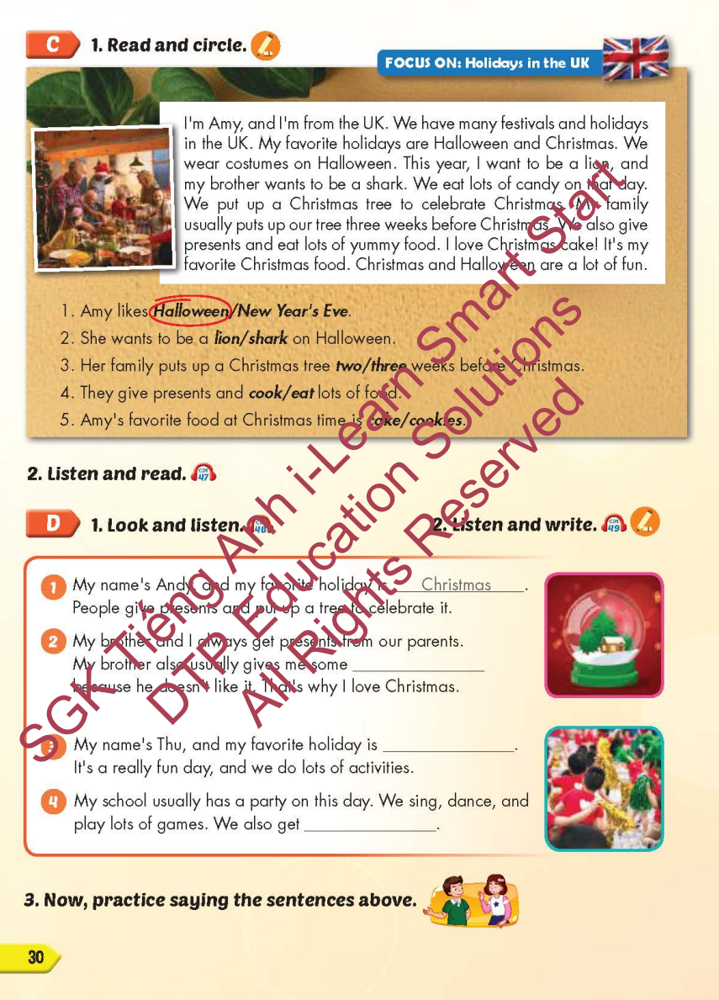 C 1. Read and circle.
FOCUS ON: Holidays in the UK
I'm Amy, and I'm from the UK. We have many festivals and holidays
in the UK. My favorite holidays are Halloween and Christmas. We
wear costumes on Halloween. This year, I want to be a lion, and
my brother wants to be a shark. We eat lots of candy on that day.
We put up a Christmas tree to celebrate Christmas. My family
usually puts up our tree three weeks before Christmas. We also give
presents and eat lots of yummy food. I love Christmas cake! It's my
favorite Christmas food. Christmas and Halloween are a lot of fun.
1. Amy likes Halloween/New Year's Eve.
2. She wants to be a lion/shark on Halloween.
3. Her family puts up a Christmas tree two/three weeks before Christmas.
4. They give presents and cook/eat lots of food.
5. Amy's favorite food at Christmas time is cake/cookies.
2. Listen and read. CD1 47
D 1. Look and listen. CD1 48
2. Listen and write. CD1 49
1 My name's Andy, and my favorite holiday is Christmas.
People give presents and put up a tree to celebrate it.
2 My brother and I always get presents from our parents.
My brother also usually gives me some _______________
because he doesn't like it. That's why I love Christmas.
3 My name's Thu, and my favorite holiday is _______________.
It's a really fun day, and we do lots of activities.
4 My school usually has a party on this day. We sing, dance, and
play lots of games. We also get _______________.
3. Now, practice saying the sentences above.
30
SGK Tiếng Anh i-Learn Smart Start
DTP Education Solutions
All Rights Reserved